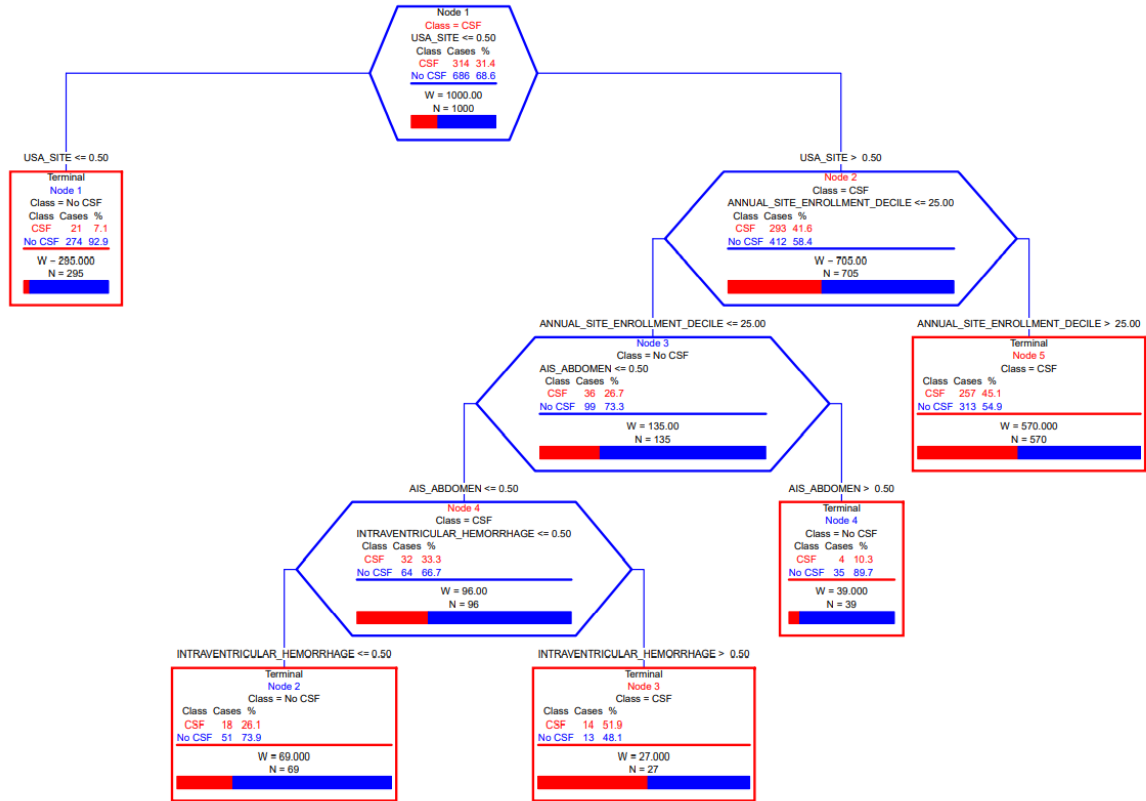 Node 1
Class = CSF
USA_SITE <= 0.50
Class Cases %
CSF 314 31.4
No CSF 686 68.6
W = 1000.00
N = 1000
USA_SITE <= 0.50
Terminal
Node 1
Class = No CSF
Class Cases %
CSF 21 7.1
No CSF 274 92.9
W = 295.000
N = 295
USA_SITE > 0.50
Node 2
Class = CSF
ANNUAL_SITE_ENROLLMENT_DECILE <= 25.00
Class Cases %
CSF 293 41.6
No CSF 412 58.4
W = 705.00
N = 705
ANNUAL_SITE_ENROLLMENT_DECILE <= 25.00
Node 3
Class = No CSF
AIS_ABDOMEN <= 0.50
Class Cases %
CSF 36 26.7
No CSF 99 73.3
W = 135.00
N = 135
ANNUAL_SITE_ENROLLMENT_DECILE > 25.00
Terminal
Node 5
Class = CSF
Class Cases %
CSF 257 45.1
No CSF 313 54.9
W = 570.000
N = 570
AIS_ABDOMEN <= 0.50
Node 4
Class = CSF
INTRAVENTRICULAR_HEMORRHAGE <= 0.50
Class Cases %
CSF 32 33.3
No CSF 64 66.7
W = 96.00
N = 96
AIS_ABDOMEN > 0.50
Terminal
Node 4
Class = No CSF
Class Cases %
CSF 4 10.3
No CSF 35 89.7
W = 39.000
N = 39
INTRAVENTRICULAR_HEMORRHAGE <= 0.50
Terminal
Node 2
Class = No CSF
Class Cases %
CSF 18 26.1
No CSF 51 73.9
W = 69.000
N = 69
INTRAVENTRICULAR_HEMORRHAGE > 0.50
Terminal
Node 3
Class = CSF
Class Cases %
CSF 14 51.9
No CSF 13 48.1
W = 27.000
N = 27